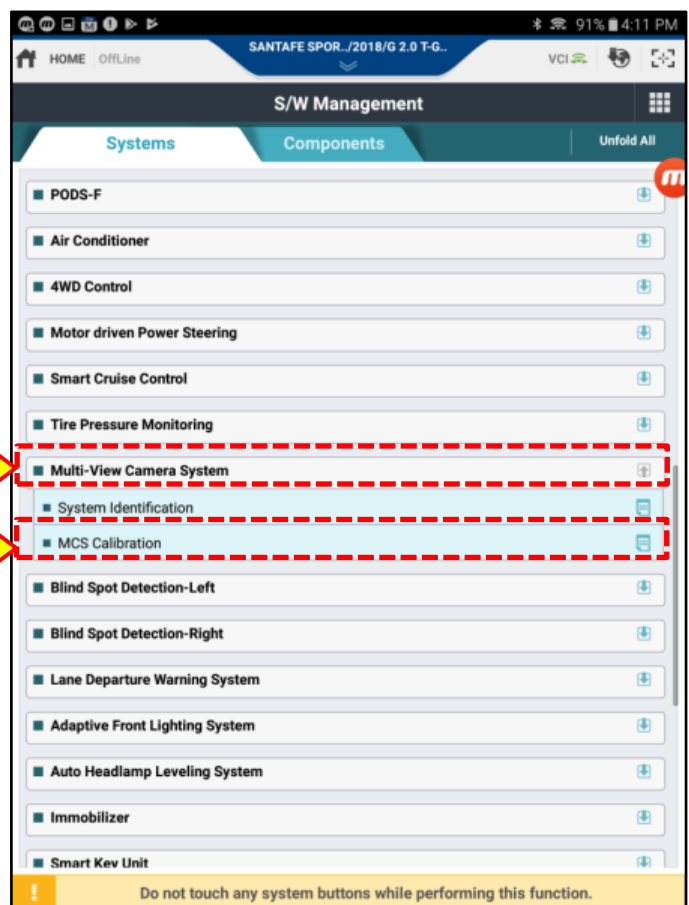 91% 4:11 PM
HOME OffLine SANTAFE SPOR../2018/G 2.0 T-G.. VCI
S/W Management
Systems Components Unfold All
PODS-F
Air Conditioner
4WD Control
Motor driven Power Steering
Smart Cruise Control
Tire Pressure Monitoring
Multi-View Camera System
System Identification
MCS Calibration
Blind Spot Detection-Left
Blind Spot Detection-Right
Lane Departure Warning System
Adaptive Front Lighting System
Auto Headlamp Leveling System
Immobilizer
Smart Key Unit
! Do not touch any system buttons while performing this function.